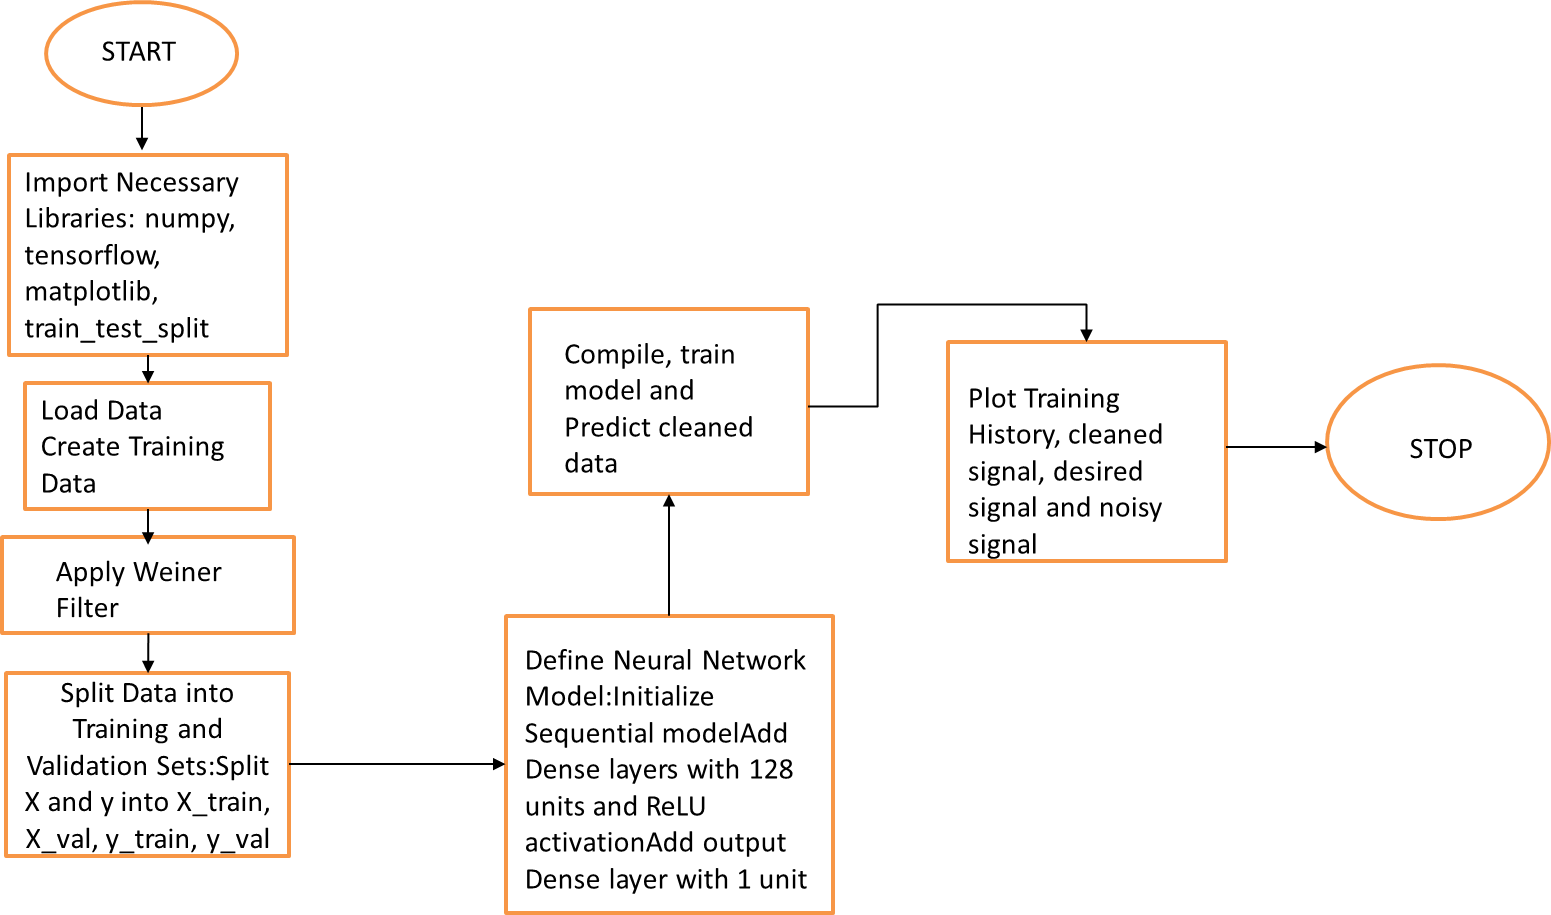 START
Import Necessary
Libraries: numpy,
tensorflow,
matplotlib,
train_test_split
Load Data
Create Training
Data
Apply Weiner
Filter
Split Data into
Training and
Validation Sets:Split
X and y into X_train,
X_val, y_train, y_val
Define Neural Network
Model:Initialize
Sequential modelAdd
Dense layers with 128
units and ReLU
activationAdd output
Dense layer with 1 unit
Compile, train
model and
Predict cleaned
data
Plot Training
History, cleaned
signal, desired
signal and noisy
signal
STOP